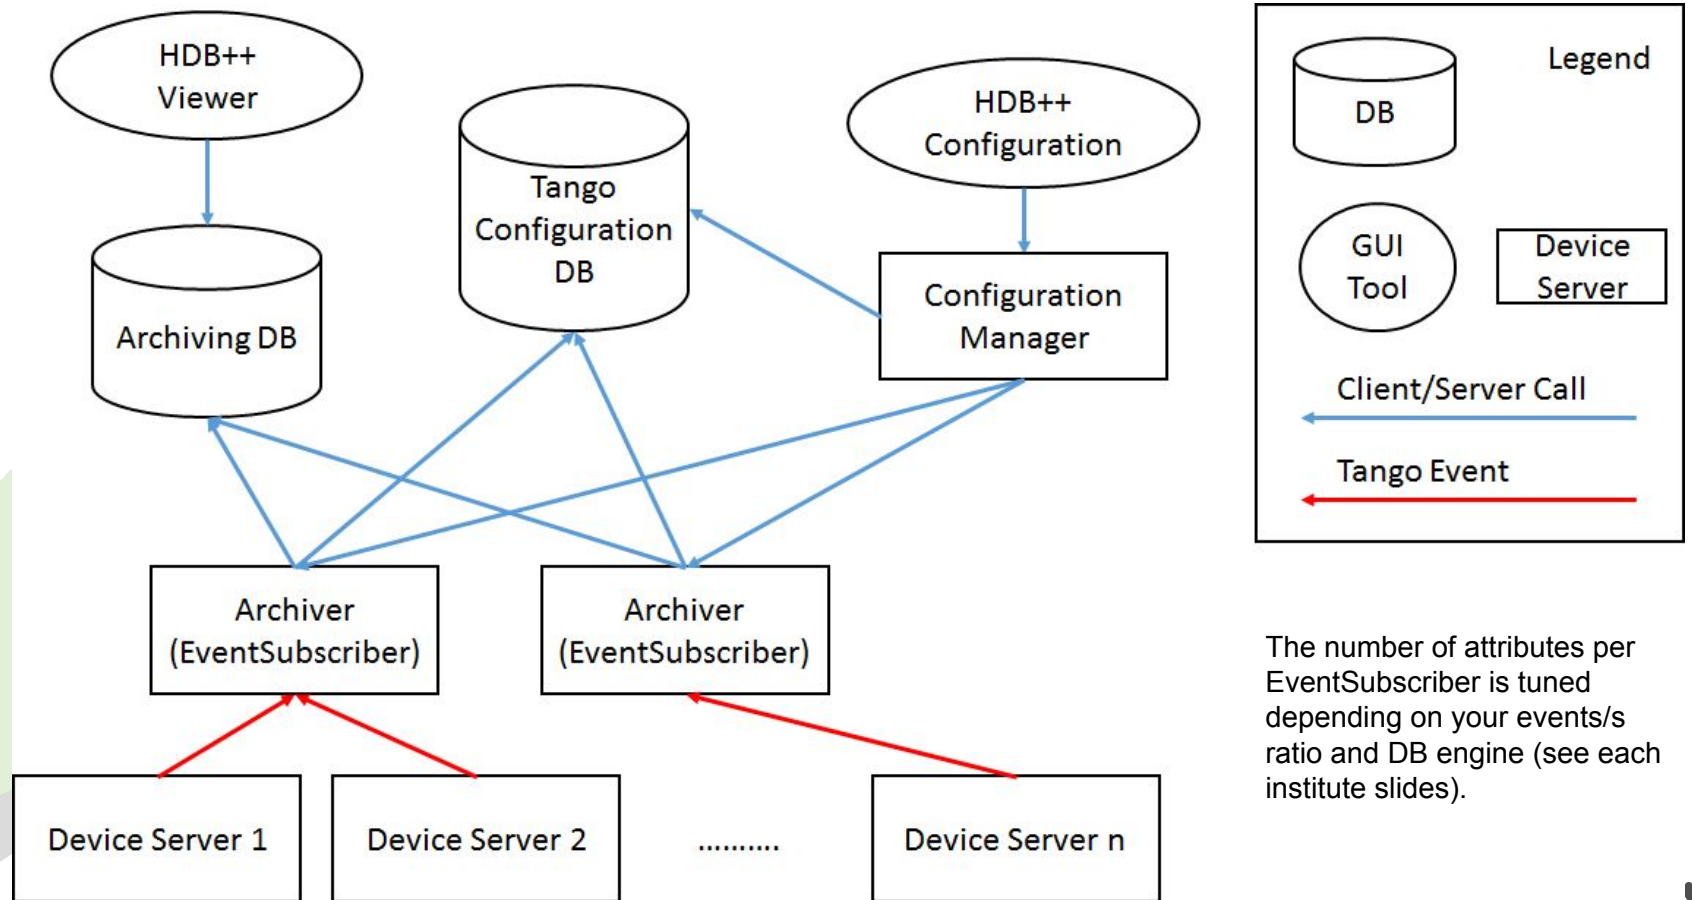 HDB++
Viewer
Tango
Configuration
DB
HDB++
Configuration
Archiving DB
Configuration
Manager
Archiver
(EventSubscriber)
Archiver
(EventSubscriber)
Device Server 1
Device Server 2
..........
Device Server n
Legend
DB
GUI
Tool
Device
Server
Client/Server Call
Tango Event
The number of attributes per
EventSubscriber is tuned
depending on your events/s
ratio and DB engine (see each
institute slides).